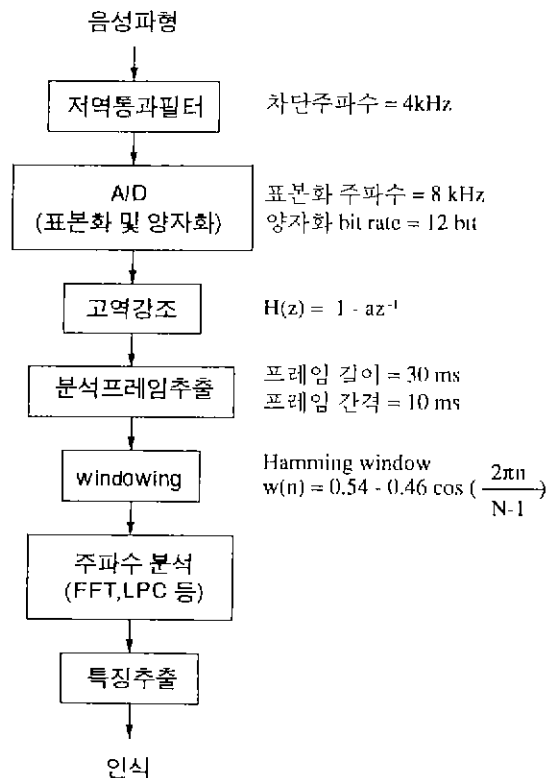 음성파형
저역통과필터
차단주파수 = 4kHz
A/D
(표본화 및 양자화)
표본화 주파수 = 8 kHz
양자화 bit rate = 12 bit
고역강조
H(z) = 1 - az⁻¹
분석프레임추출
프레임 길이 = 30 ms
프레임 간격 = 10 ms
windowing
Hamming window
w(n) = 0.54 - 0.46 cos ( 2πn
N-1 )
주파수 분석
(FFT,LPC 등)
특징추출
인식